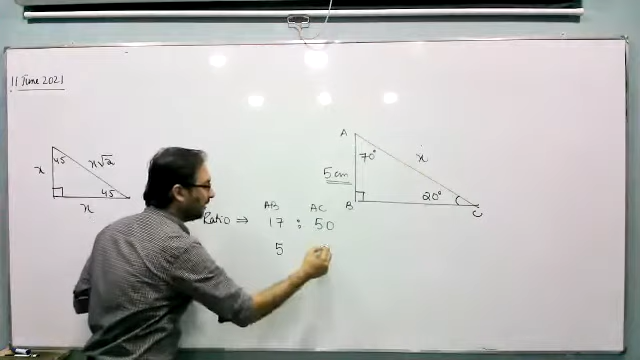 11 June 2021
45
x
x√2
45
x
A
70°
x
5 cm
20°
B
C
AB AC
Ratio ⇒ 17 : 50
5